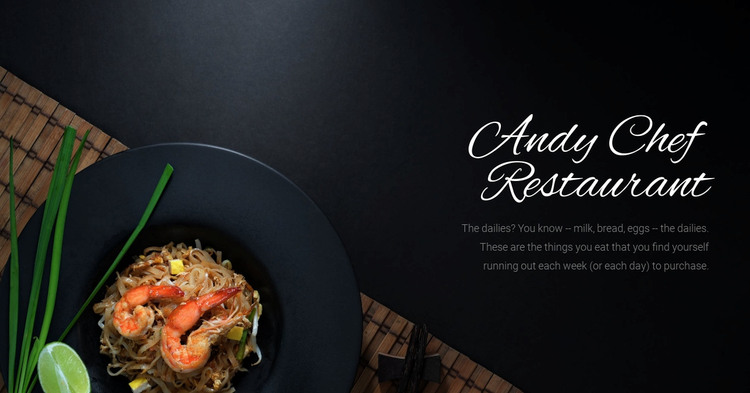 Andy Chef
Restaurant
The dailies? You know -- milk, bread, eggs -- the dailies.
These are the things you eat that you find yourself
running out each week (or each day) to purchase.